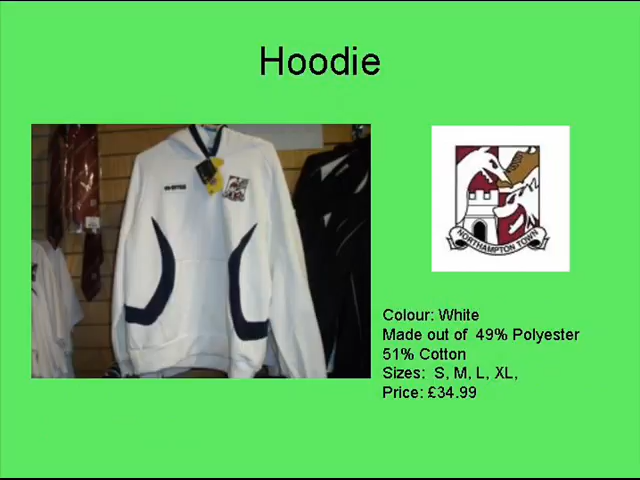 Hoodie
NORTHAMPTON TOWN
Colour: White
Made out of 49% Polyester
51% Cotton
Sizes: S, M, L, XL,
Price: £34.99